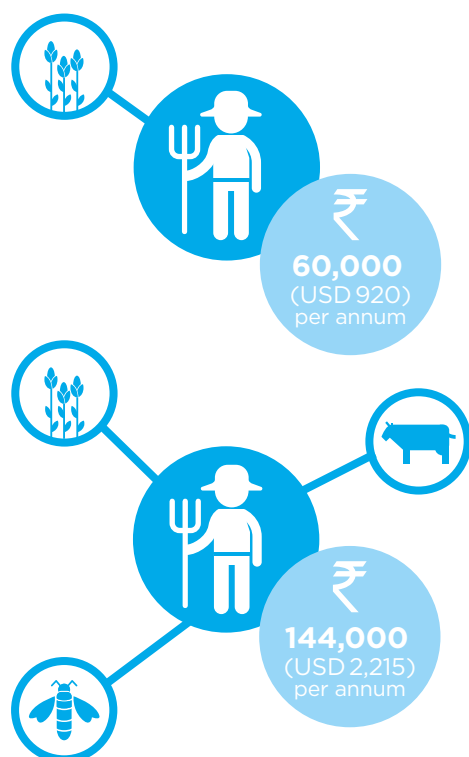 ₹
60,000
(USD 920)
per annum
₹
144,000
(USD 2,215)
per annum